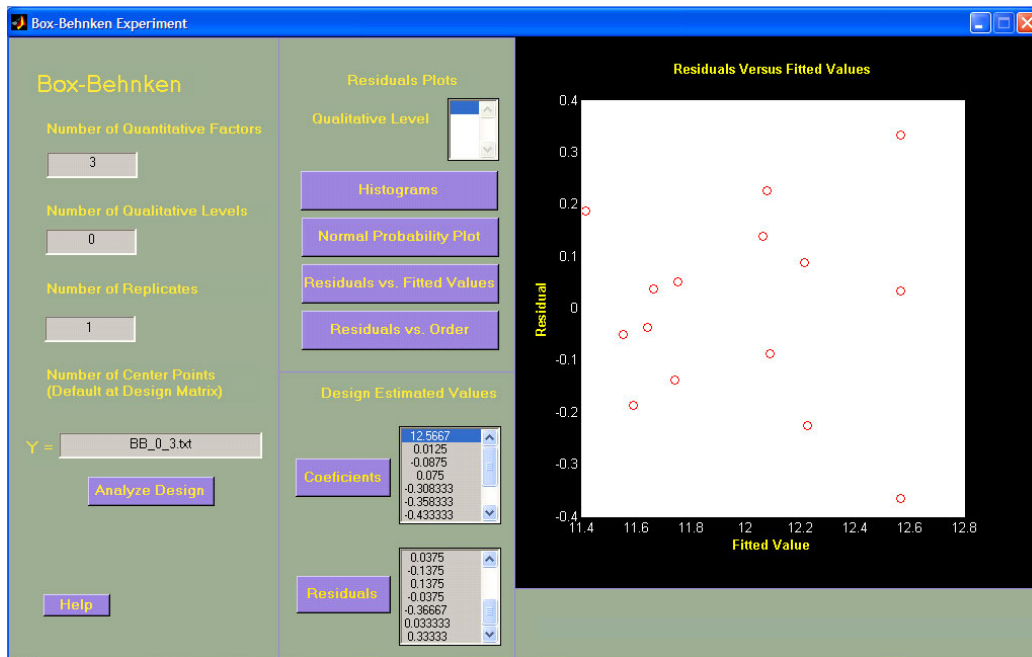 Box-Behnken Experiment
Box-Behnken
Number of Quantitative Factors
3
Number of Qualitative Levels
0
Number of Replicates
1
Number of Center Points
(Default at Design Matrix)
Y =
BB_0_3.txt
Analyze Design
Help
Residuals Plots
Qualitative Level
Histograms
Normal Probability Plot
Residuals vs. Fitted Values
Residuals vs. Order
Design Estimated Values
Coeficients
12.5667
0.0125
-0.0875
0.075
-0.308333
-0.358333
-0.433333
Residuals
0.0375
-0.1375
0.1375
-0.0375
-0.36667
0.033333
0.33333
Residuals Versus Fitted Values
Residual
0.4
0.3
0.2
0.1
0
-0.1
-0.2
-0.3
-0.4
11.4 11.6 11.8 12 12.2 12.4 12.6 12.8
Fitted Value